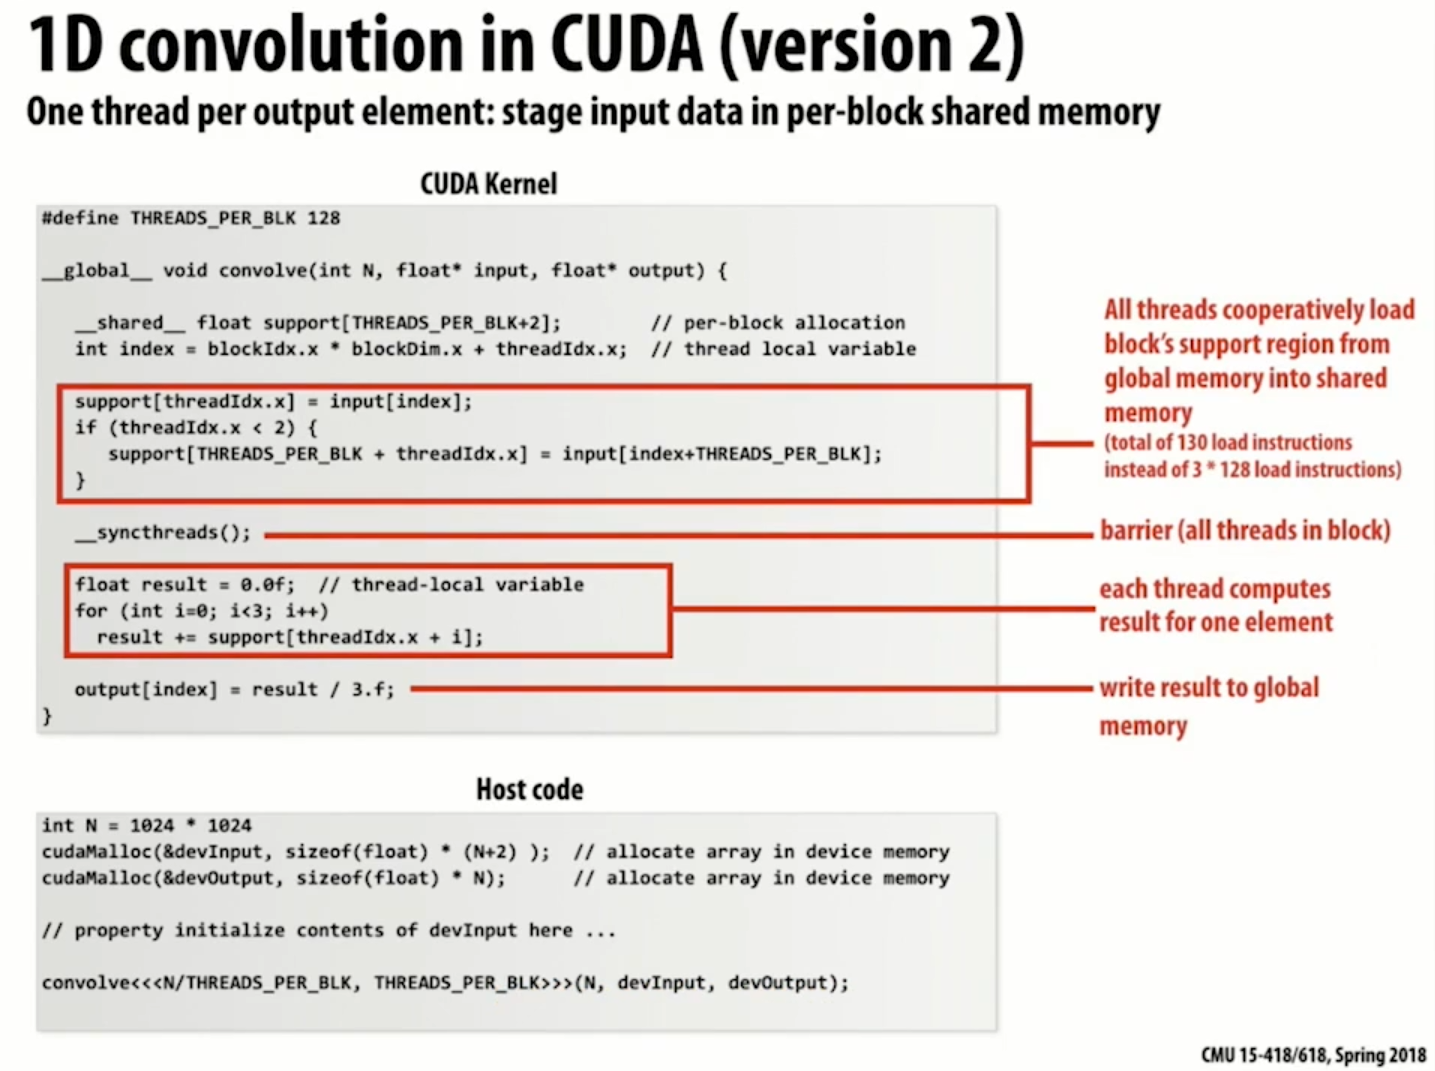 1D convolution in CUDA (version 2)
One thread per output element: stage input data in per-block shared memory
CUDA Kernel
#define THREADS_PER_BLK 128
__global__ void convolve(int N, float* input, float* output) {
__shared__ float support[THREADS_PER_BLK+2];        // per-block allocation
int index = blockIdx.x * blockDim.x + threadIdx.x;  // thread local variable
support[threadIdx.x] = input[index];
if (threadIdx.x < 2) {
support[THREADS_PER_BLK + threadIdx.x] = input[index+THREADS_PER_BLK];
}
__syncthreads();
float result = 0.0f;  // thread-local variable
for (int i=0; i<3; i++)
result += support[threadIdx.x + i];
output[index] = result / 3.f;
}
All threads cooperatively load
block's support region from
global memory into shared
memory
(total of 130 load instructions
instead of 3 * 128 load instructions)
barrier (all threads in block)
each thread computes
result for one element
write result to global
memory
Host code
int N = 1024 * 1024
cudaMalloc(&devInput, sizeof(float) * (N+2) );  // allocate array in device memory
cudaMalloc(&devOutput, sizeof(float) * N);      // allocate array in device memory
// property initialize contents of devInput here ...
convolve<<<N/THREADS_PER_BLK, THREADS_PER_BLK>>>(N, devInput, devOutput);
CMU 15-418/618, Spring 2018